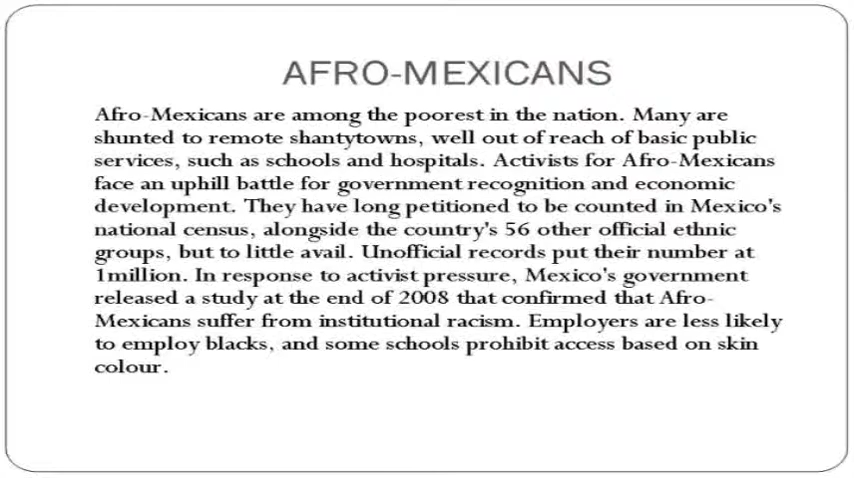 AFRO-MEXICANS
Afro-Mexicans are among the poorest in the nation. Many are
shunted to remote shantytowns, well out of reach of basic public
services, such as schools and hospitals. Activists for Afro-Mexicans
face an uphill battle for government recognition and economic
development. They have long petitioned to be counted in Mexico's
national census, alongside the country's 56 other official ethnic
groups, but to little avail. Unofficial records put their number at
1million. In response to activist pressure, Mexico's government
released a study at the end of 2008 that confirmed that Afro-
Mexicans suffer from institutional racism. Employers are less likely
to employ blacks, and some schools prohibit access based on skin
colour.